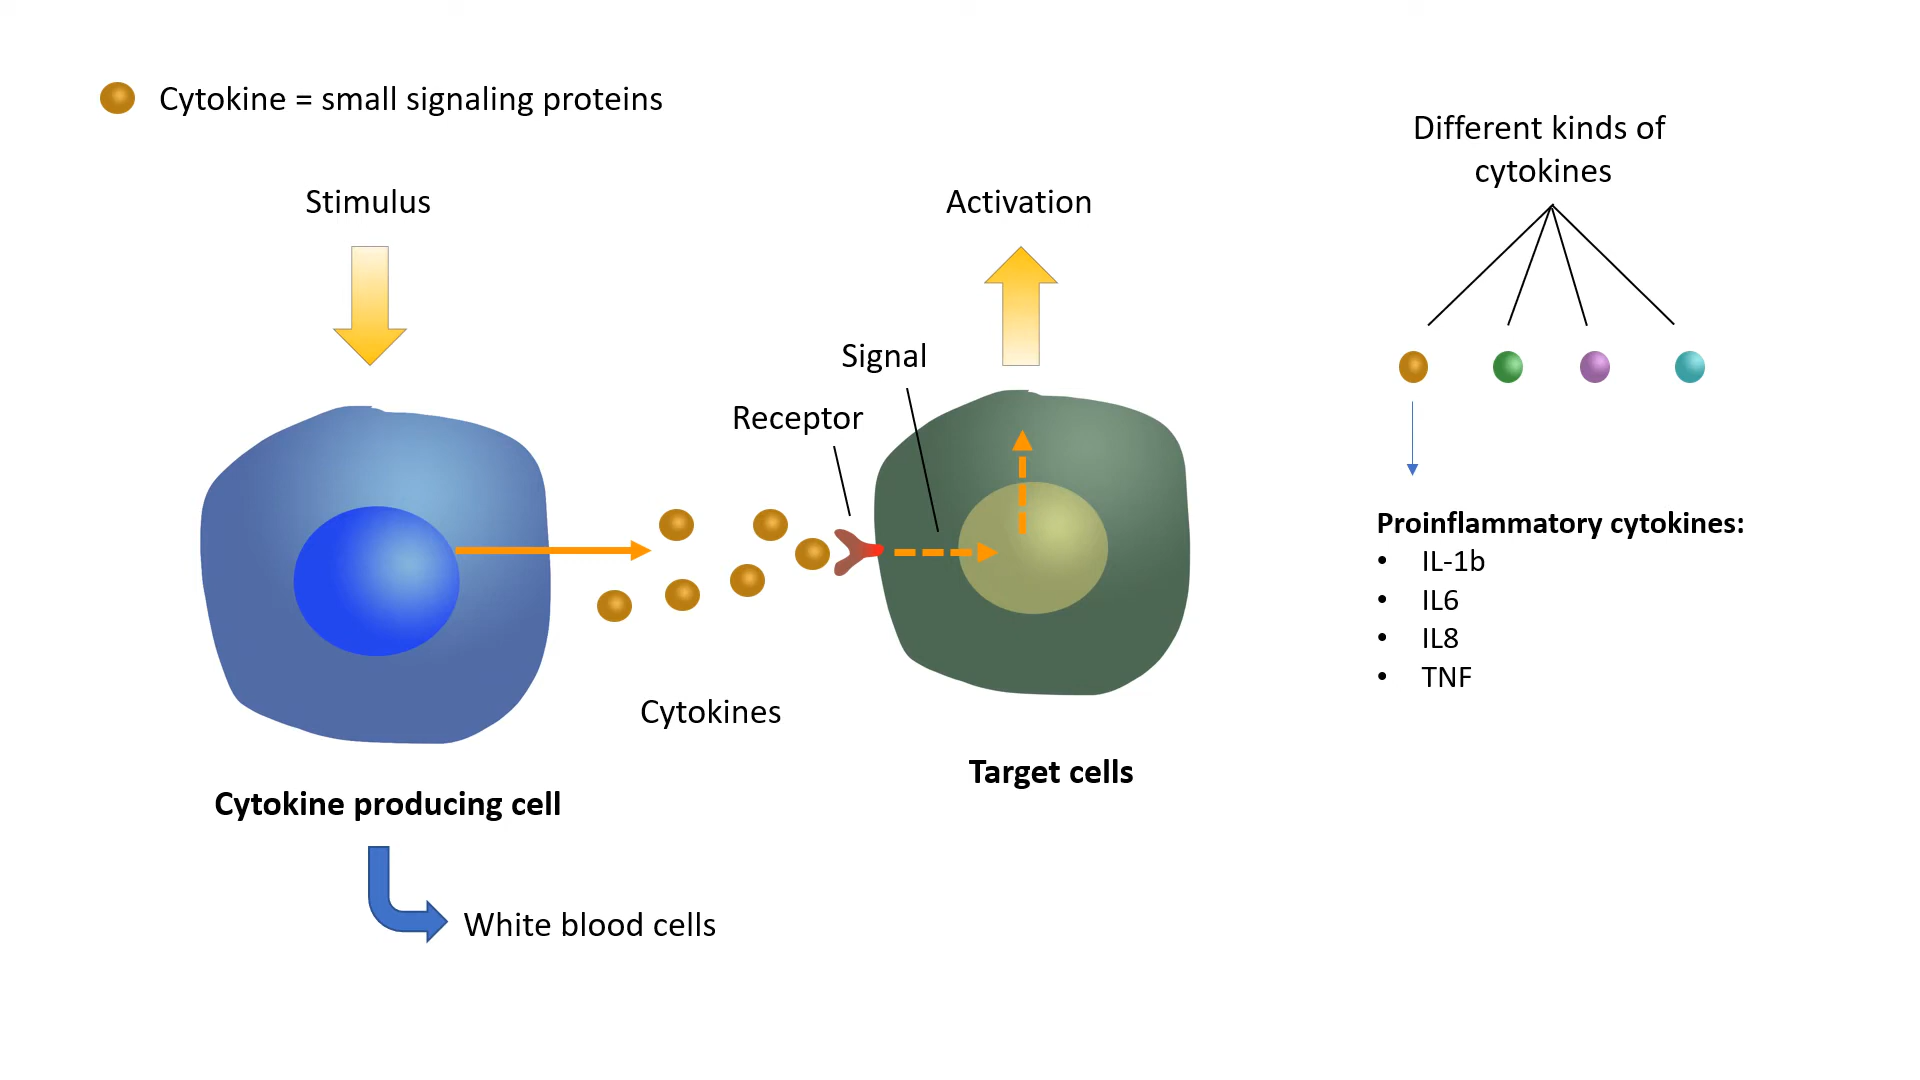 Cytokine = small signaling proteins
Stimulus
Activation
Signal
Receptor
Cytokines
Cytokine producing cell
White blood cells
Target cells
Different kinds of
cytokines
Proinflammatory cytokines:
• IL-1b
• IL6
• IL8
• TNF